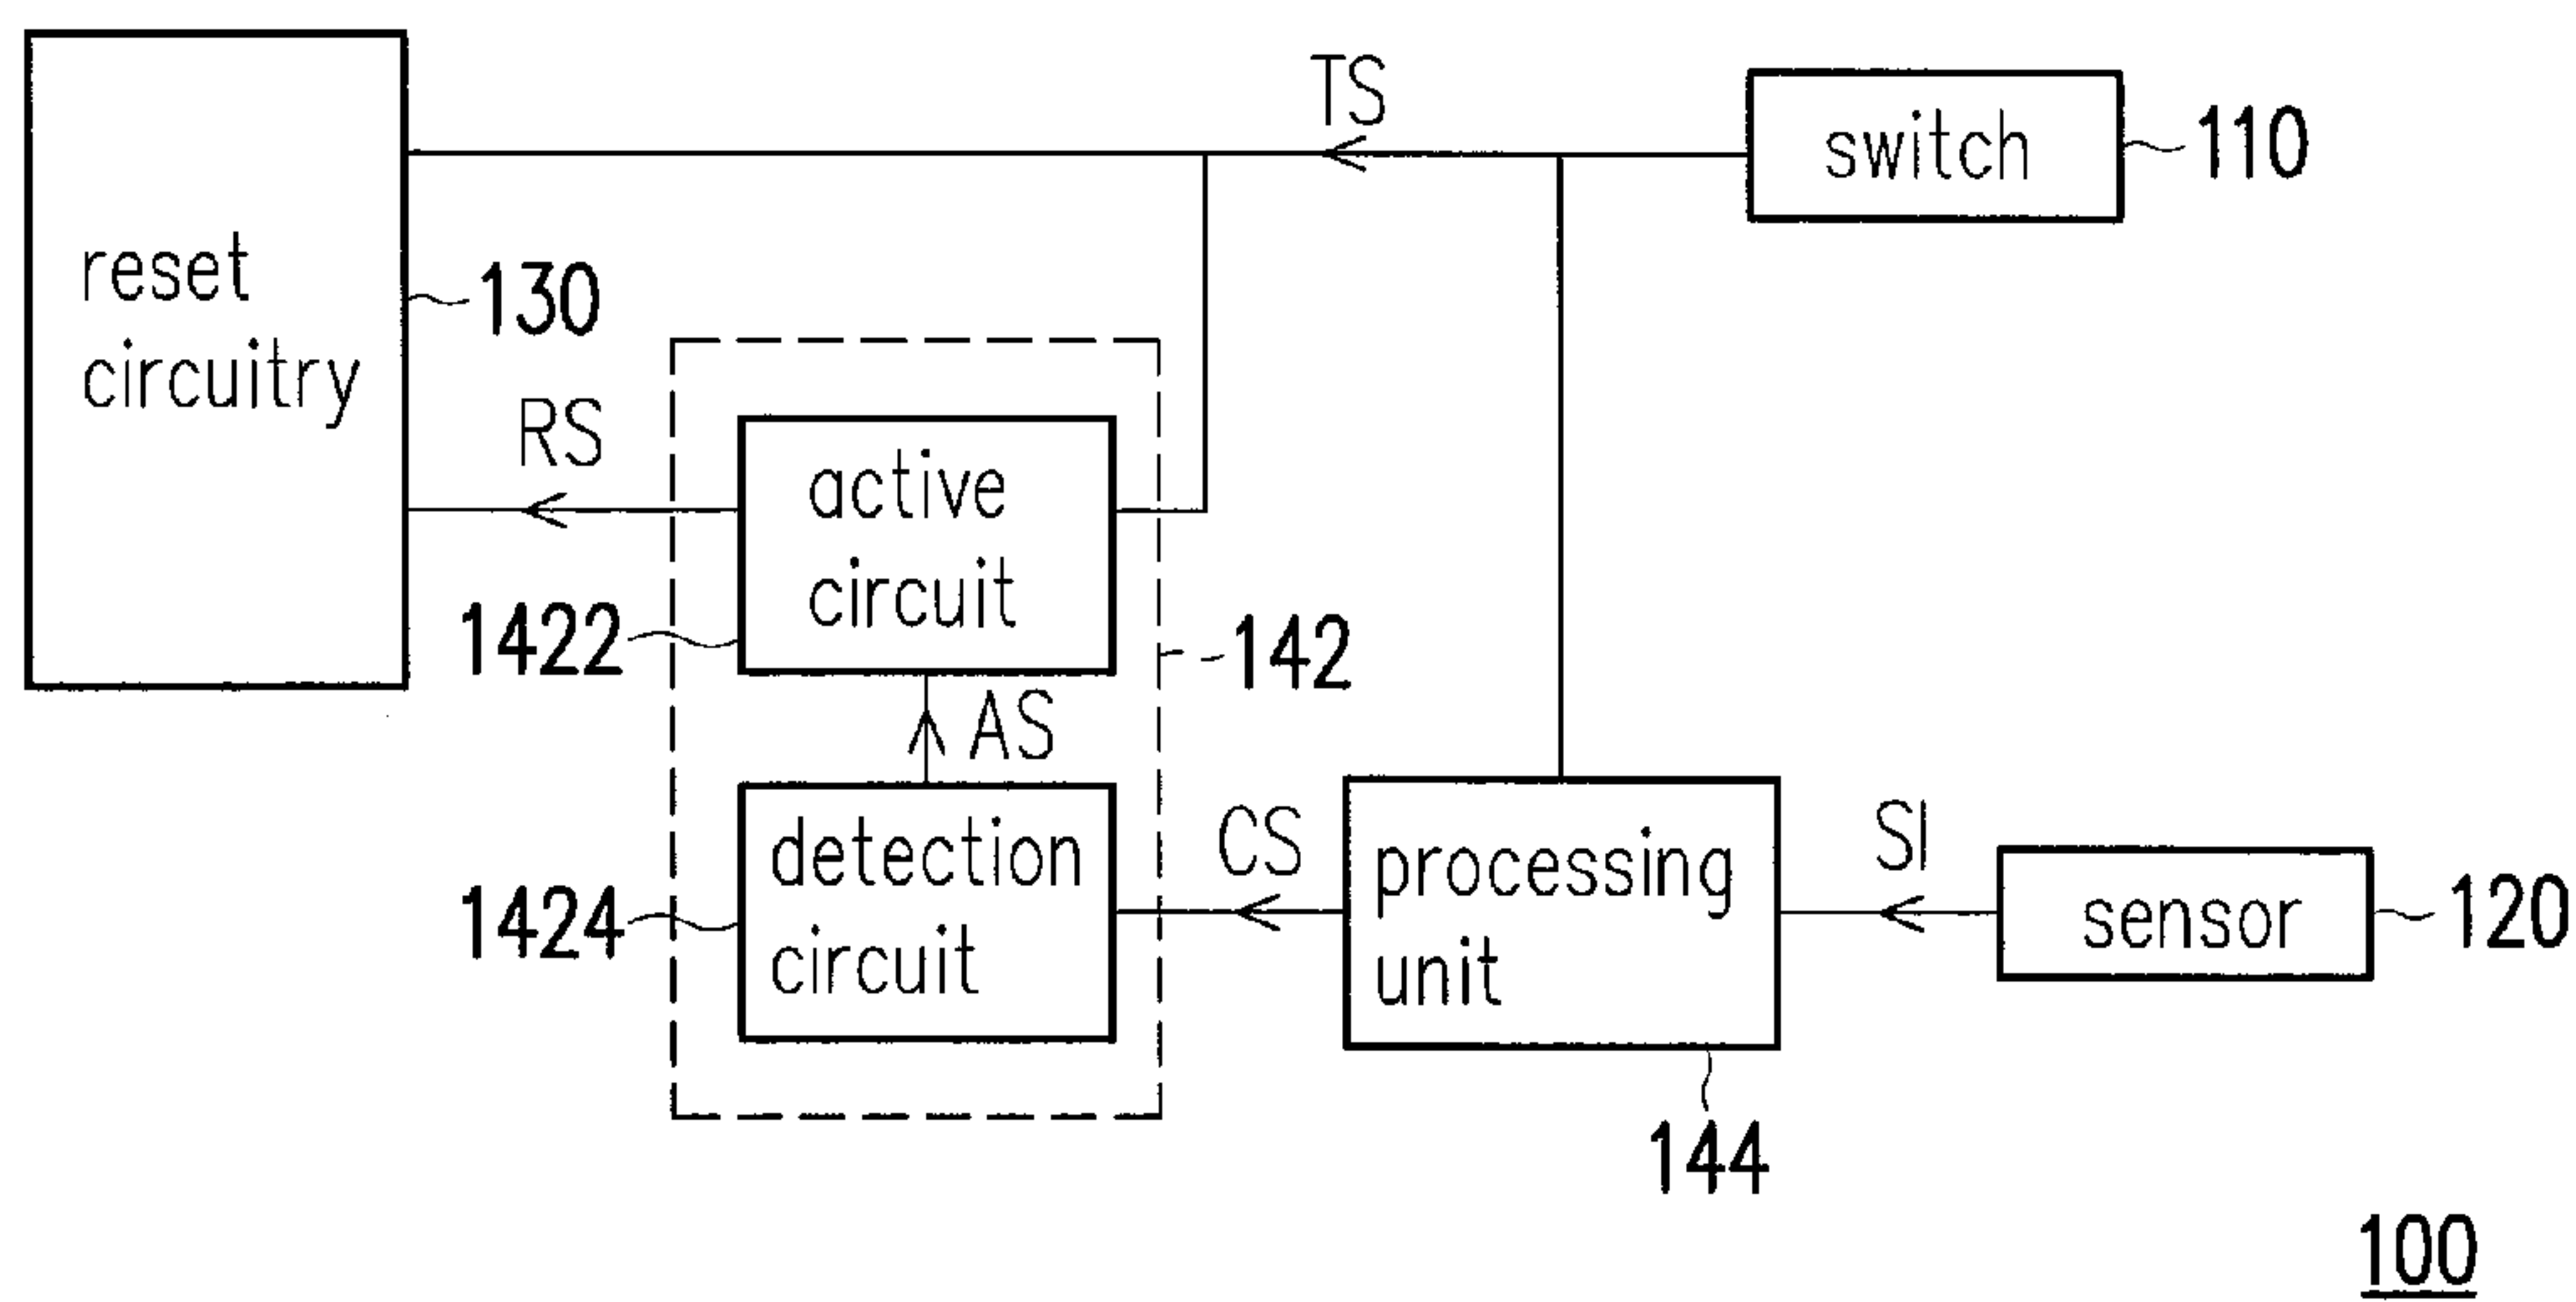 TS
switch
110
reset
circuitry
130
RS
active
circuit
1422
142
AS
detection
circuit
1424
CS
processing
unit
144
SI
sensor
120
100